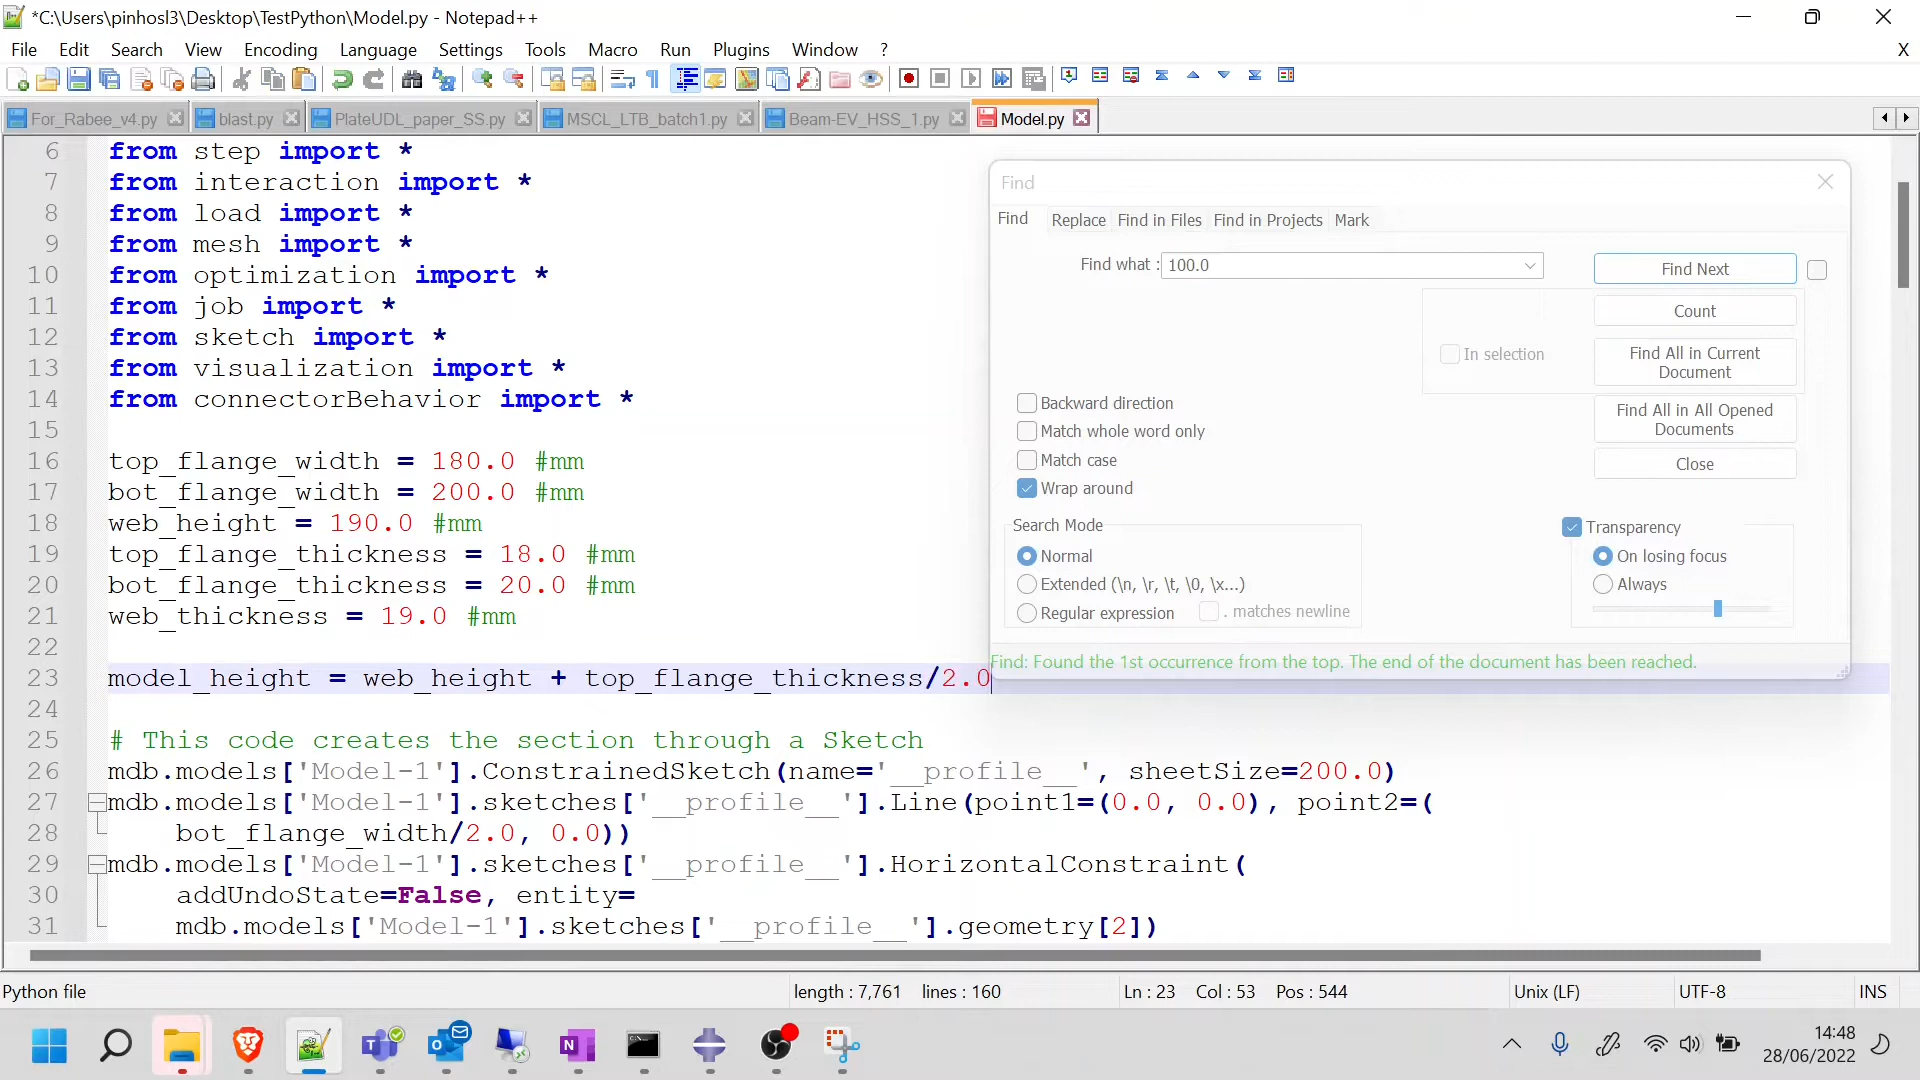 *C:\Users\pinhosl3\Desktop\TestPython\Model.py - Notepad++
File Edit Search View Encoding Language Settings Tools Macro Run Plugins Window ? X
For_Rabee_v4.py blast.py PlateUDL_paper_SS.py MSCL_LTB_batch1.py Beam-EV_HSS_1.py Model.py
6 from step import *
7 from interaction import *
8 from load import *
9 from mesh import *
10 from optimization import *
11 from job import *
12 from sketch import *
13 from visualization import *
14 from connectorBehavior import *
15
16 top_flange_width = 180.0 #mm
17 bot_flange_width = 200.0 #mm
18 web_height = 190.0 #mm
19 top_flange_thickness = 18.0 #mm
20 bot_flange_thickness = 20.0 #mm
21 web_thickness = 19.0 #mm
22
23 model_height = web_height + top_flange_thickness/2.0
24
25 # This code creates the section through a Sketch
26 mdb.models['Model-1'].ConstrainedSketch(name='__profile__', sheetSize=200.0)
27 mdb.models['Model-1'].sketches['__profile__'].Line(point1=(0.0, 0.0), point2=(
28 bot_flange_width/2.0, 0.0))
29 mdb.models['Model-1'].sketches['__profile__'].HorizontalConstraint(
30 addUndoState=False, entity=
31 mdb.models['Model-1'].sketches['__profile__'].geometry[2])
Find
Find Replace Find in Files Find in Projects Mark
Find what : 100.0
Find Next
Count
In selection
Find All in Current
Document
Find All in All Opened
Documents
Close
Backward direction
Match whole word only
Match case
Wrap around
Search Mode
Normal
Extended (\n, \r, \t, \0, \x...)
Regular expression . matches newline
Transparency
On losing focus
Always
Find: Found the 1st occurrence from the top. The end of the document has been reached.
Python file length : 7,761 lines : 160 Ln : 23 Col : 53 Pos : 544 Unix (LF) UTF-8 INS
14:48
28/06/2022